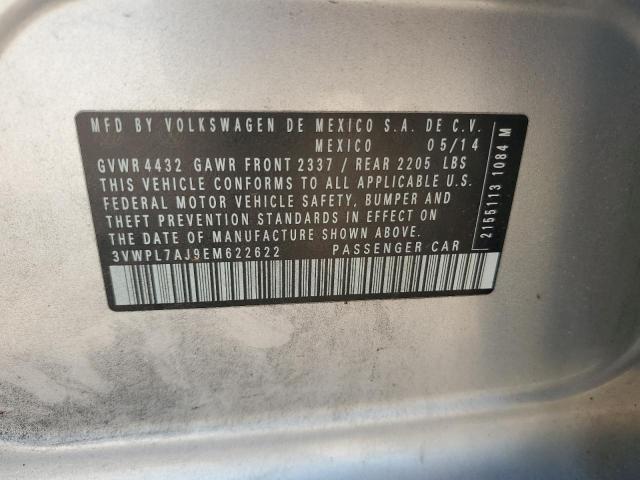 MFD BY VOLKSWAGEN DE MEXICO S.A. DE C.V.
MEXICO 05/14
GVWR 4432 GAWR FRONT 2337 / REAR 2205 LBS
THIS VEHICLE CONFORMS TO ALL APPLICABLE U.S.
FEDERAL MOTOR VEHICLE SAFETY, BUMPER AND
THEFT PREVENTION STANDARDS IN EFFECT ON
THE DATE OF MANUFACTURE SHOWN ABOVE.
3VWPL7AJ9EM622622 PASSENGER CAR
2155113 1084 M